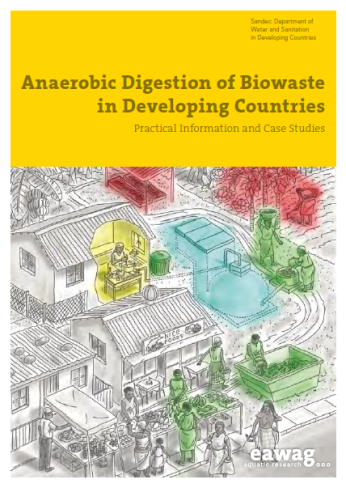 Sandec: Department of
Water and Sanitation
in Developing Countries
Anaerobic Digestion of Biowaste
in Developing Countries
Practical Information and Case Studies
eawag
aquatic research